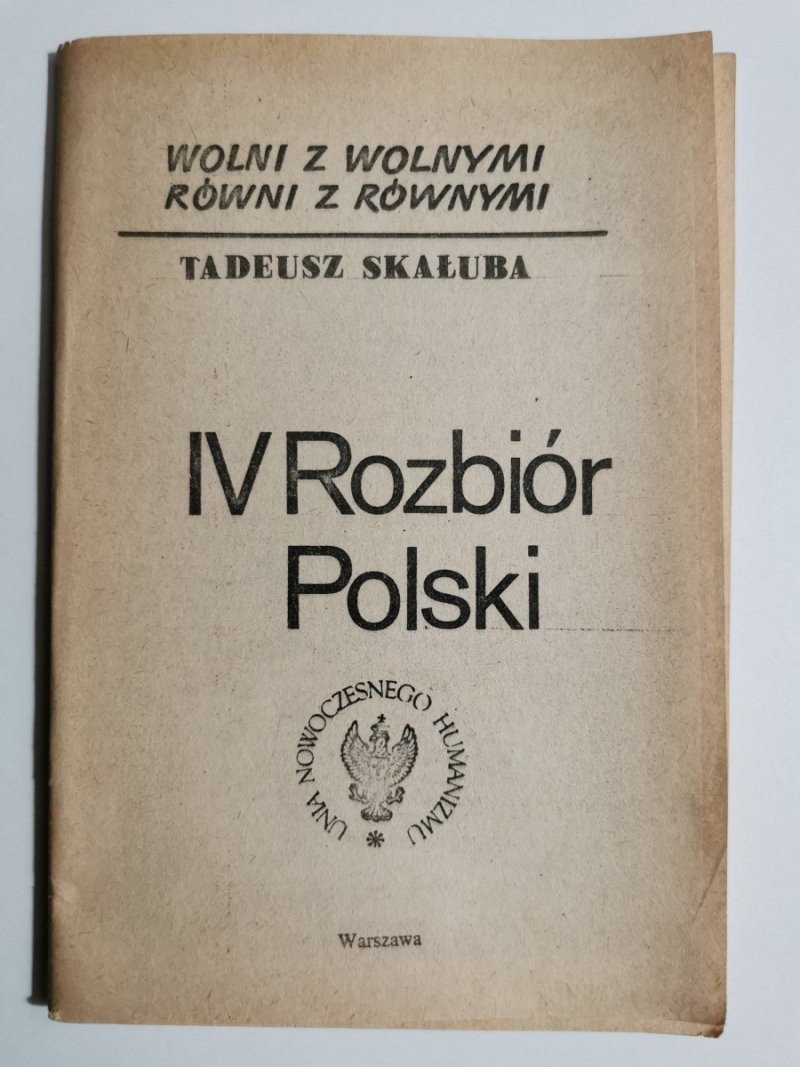 WOLNI Z WOLNYMI
RÓWNI Z RÓWNYMI
TADEUSZ SKAŁUBA
IV Rozbiór
Polski
UNIA NOWOCZESNEGO HUMANIZMU *
Warszawa